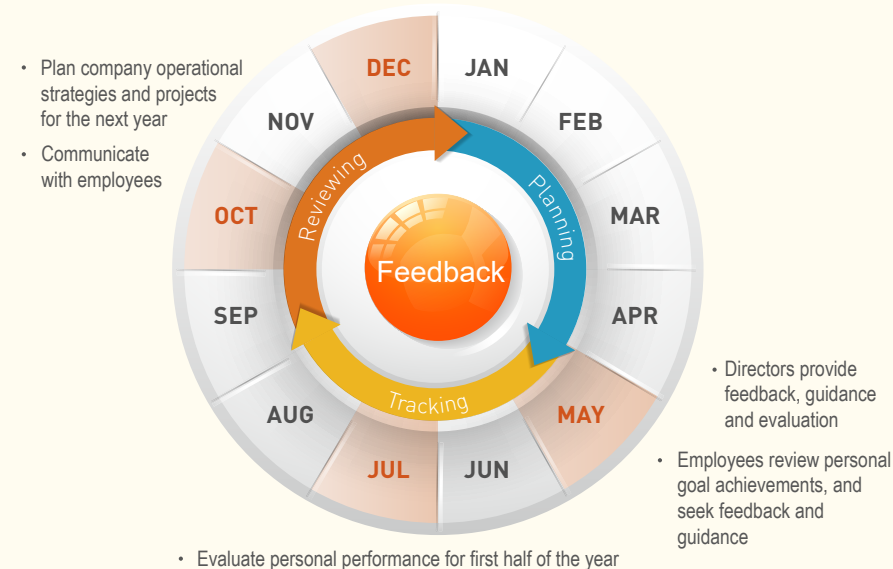 • Plan company operational
strategies and projects
for the next year
• Communicate
with employees
DEC
JAN
NOV
FEB
OCT
MAR
SEP
APR
AUG
MAY
JUL
JUN
Reviewing
Planning
Tracking
Feedback
• Directors provide
feedback, guidance
and evaluation
• Employees review personal
goal achievements, and
seek feedback and
guidance
• Evaluate personal performance for first half of the year